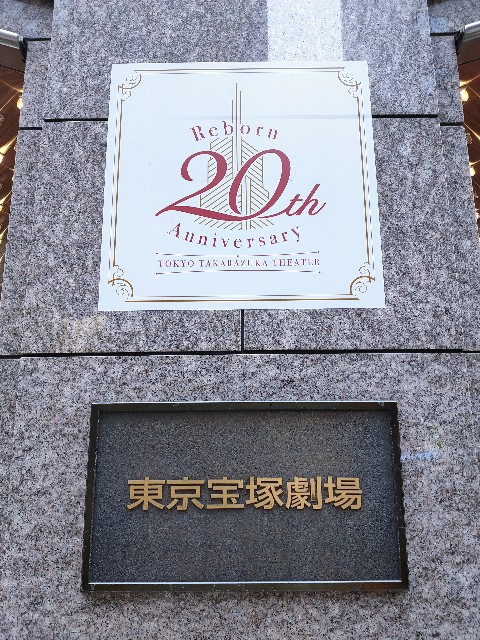 Reborn
20th
Anniversary
TOKYO TAKARAZUKA THEATER
東京宝塚劇場